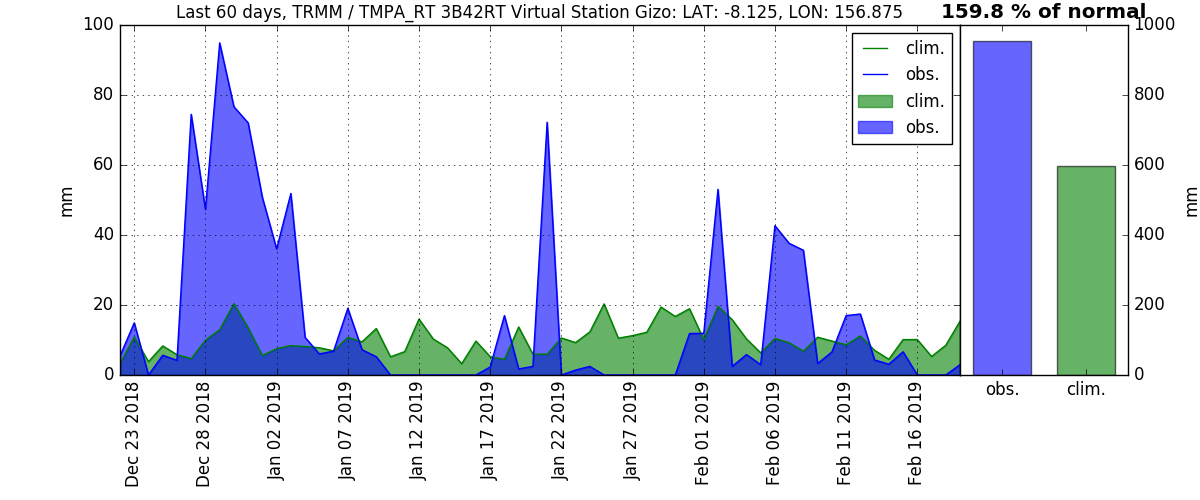 Last 60 days, TRMM / TMPA_RT 3B42RT Virtual Station Gizo: LAT: -8.125, LON: 156.875
159.8 % of normal
100
80
60
40
20
0
mm
clim.
obs.
clim.
obs.
1000
800
600
400
200
0
mm
Dec 23 2018
Dec 28 2018
Jan 02 2019
Jan 07 2019
Jan 12 2019
Jan 17 2019
Jan 22 2019
Jan 27 2019
Feb 01 2019
Feb 06 2019
Feb 11 2019
Feb 16 2019
obs.
clim.